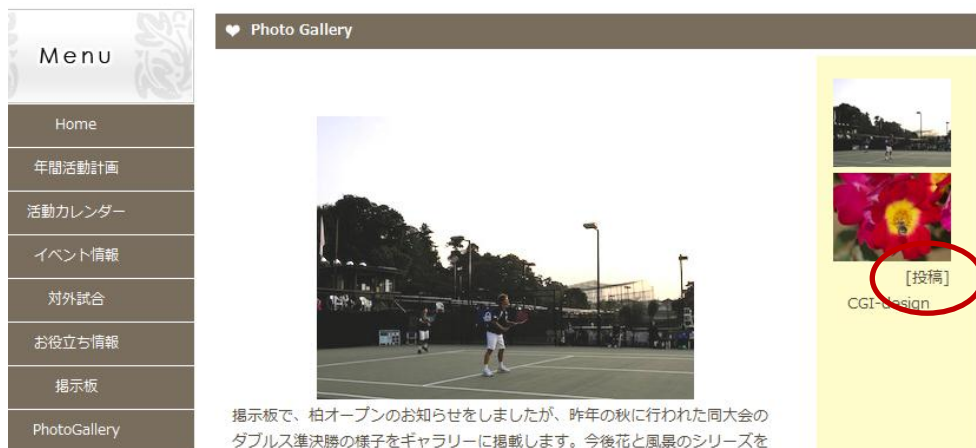 Menu
Home
年間活動計画
活動カレンダー
イベント情報
対外試合
お役立ち情報
掲示板
PhotoGallery
Photo Gallery
掲示板で、柏オープンのお知らせをしましたが、昨年の秋に行われた同大会の
ダブルス準決勝の様子をギャラリーに掲載します。今後花と風景のシリーズを
[投稿]
CGI-design